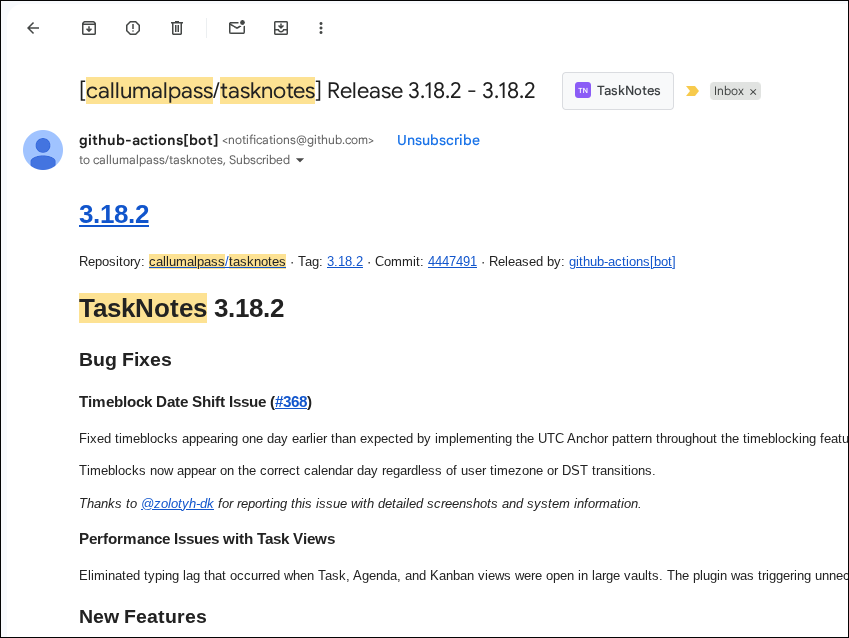 [callumalpass/tasknotes] Release 3.18.2 - 3.18.2 TN TaskNotes Inbox ×
github-actions[bot] <notifications@github.com> Unsubscribe
to callumalpass/tasknotes, Subscribed
3.18.2
Repository: callumalpass/tasknotes · Tag: 3.18.2 · Commit: 4447491 · Released by: github-actions[bot]
TaskNotes 3.18.2
Bug Fixes
Timeblock Date Shift Issue (#368)
Fixed timeblocks appearing one day earlier than expected by implementing the UTC Anchor pattern throughout the timeblocking featu
Timeblocks now appear on the correct calendar day regardless of user timezone or DST transitions.
Thanks to @zolotyh-dk for reporting this issue with detailed screenshots and system information.
Performance Issues with Task Views
Eliminated typing lag that occurred when Task, Agenda, and Kanban views were open in large vaults. The plugin was triggering unnec
New Features